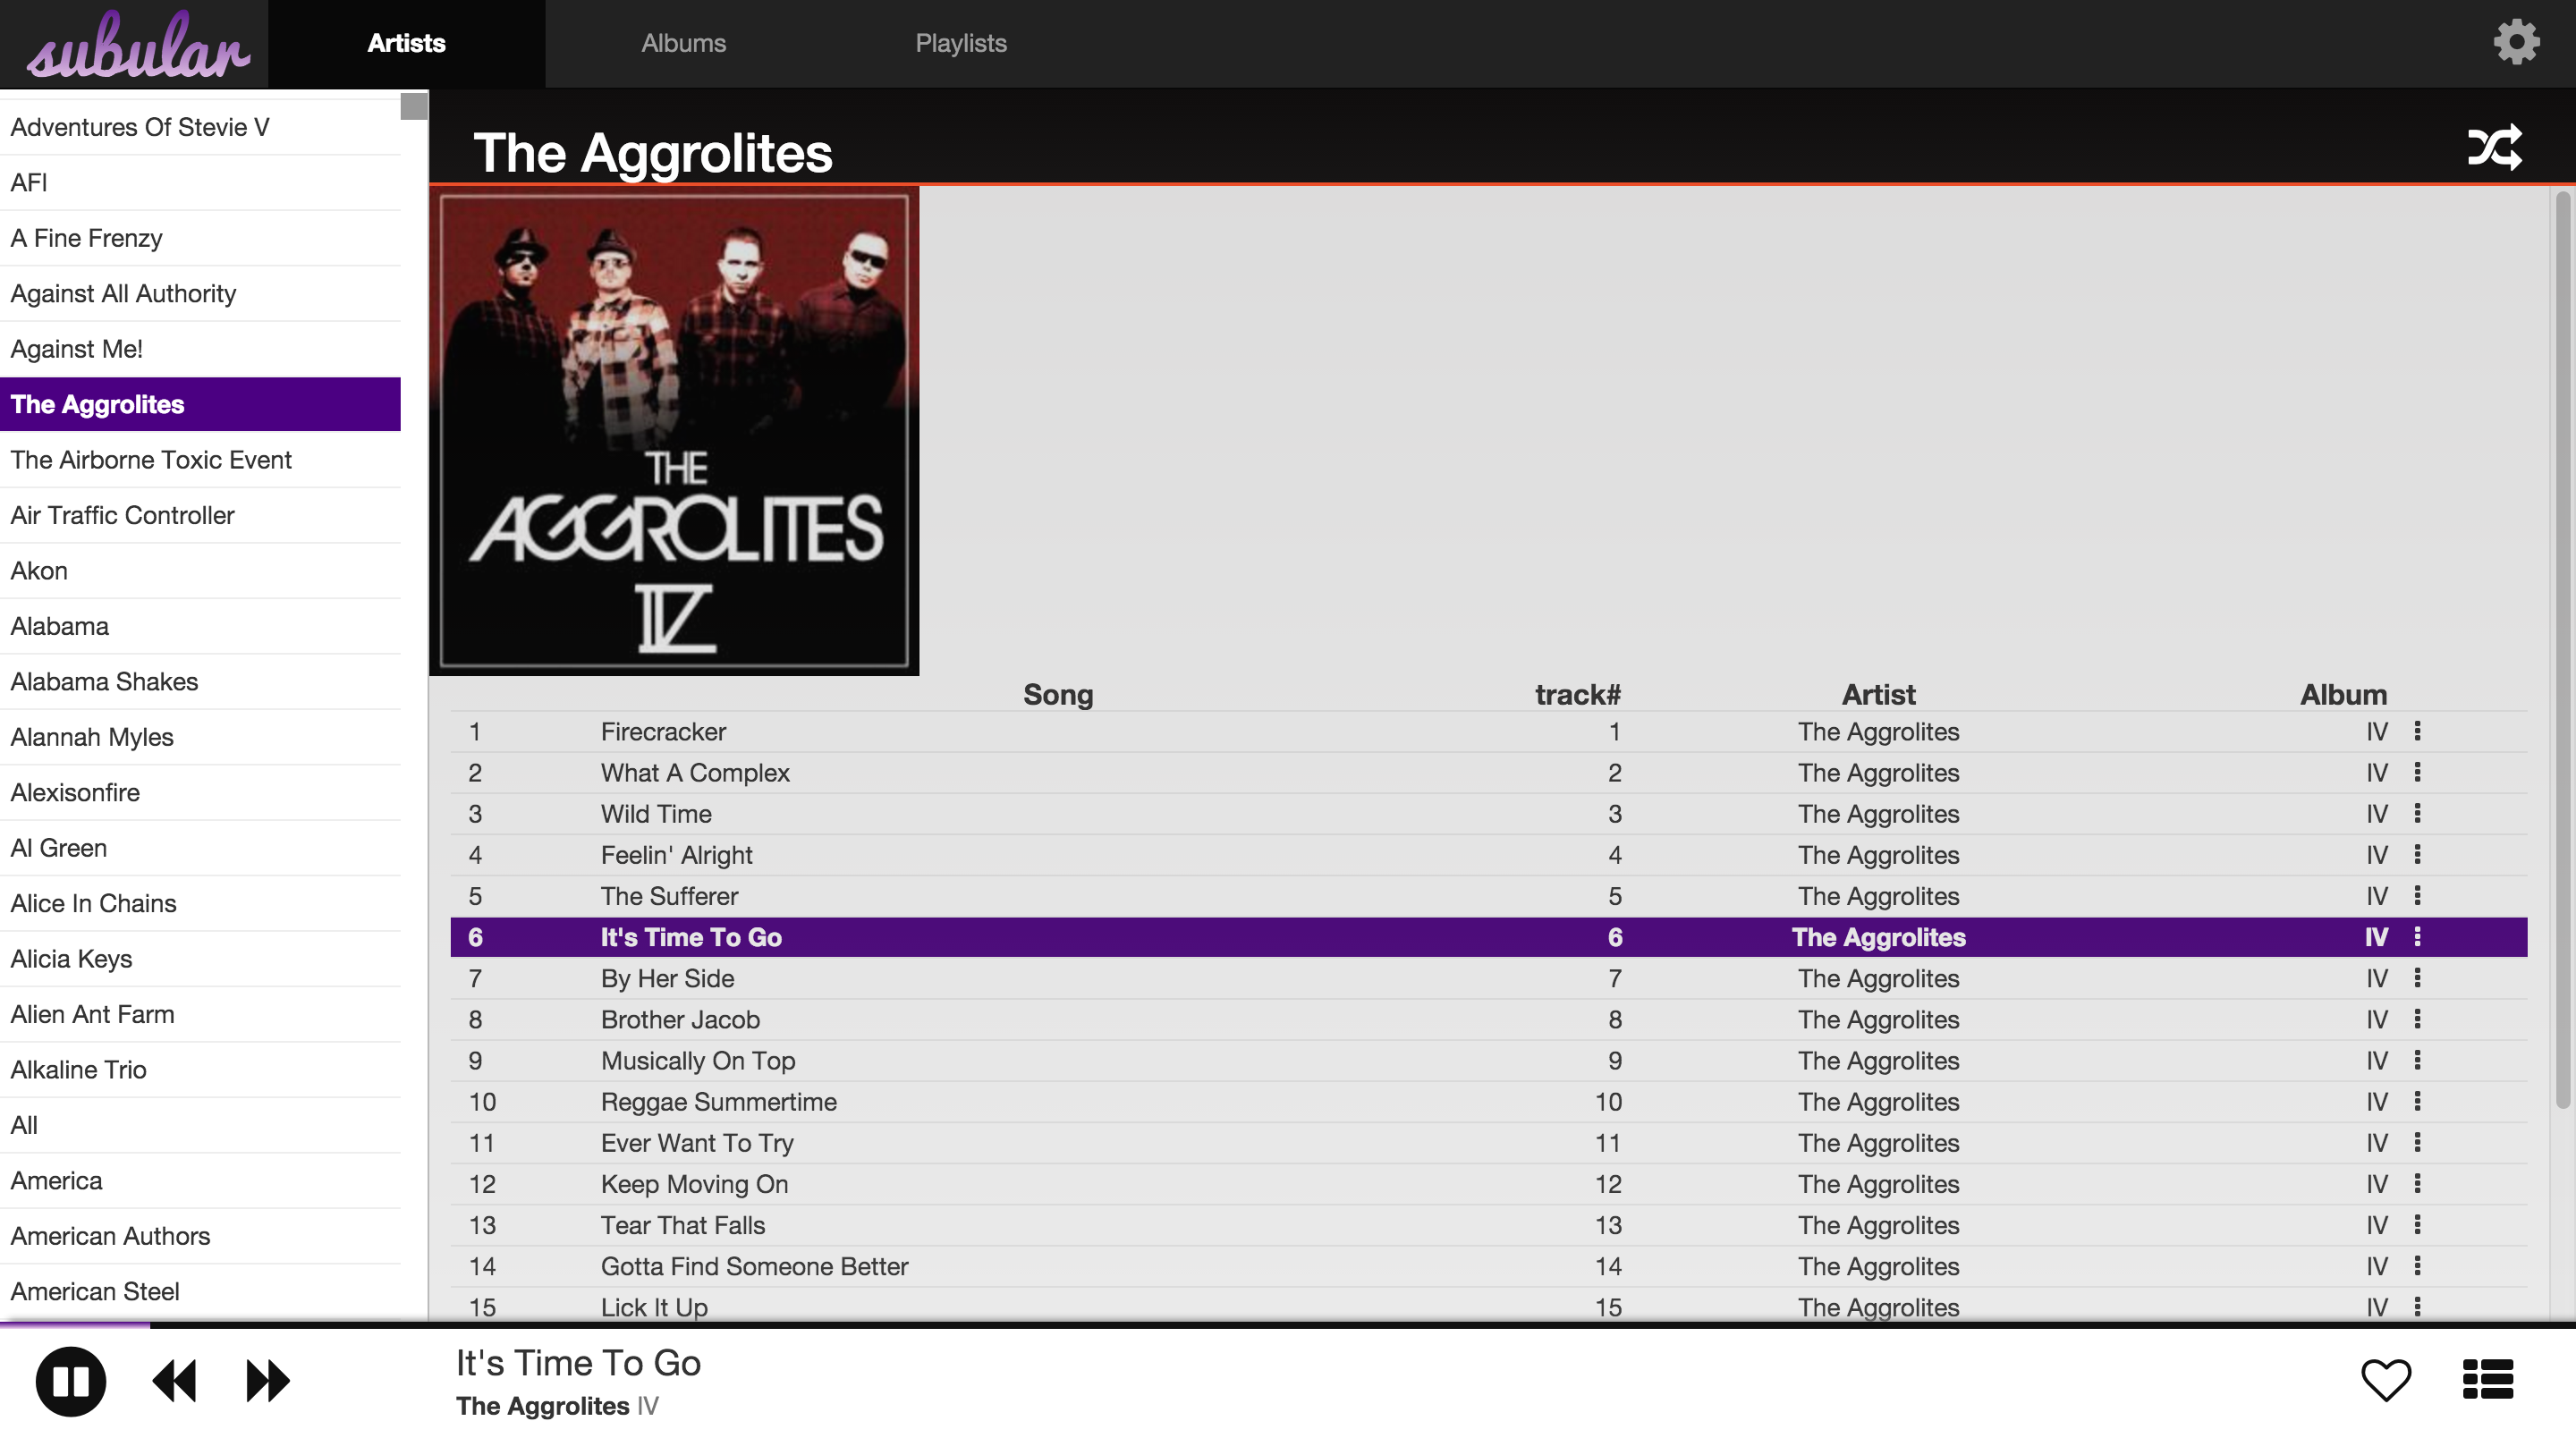 subular
Artists
Albums
Playlists
Adventures Of Stevie V
AFI
A Fine Frenzy
Against All Authority
Against Me!
The Aggrolites
The Airborne Toxic Event
Air Traffic Controller
Akon
Alabama
Alabama Shakes
Alannah Myles
Alexisonfire
Al Green
Alice In Chains
Alicia Keys
Alien Ant Farm
Alkaline Trio
All
America
American Authors
American Steel
The Aggrolites
THE
AGGROLITES
IV
Song track# Artist Album
1 Firecracker 1 The Aggrolites IV
2 What A Complex 2 The Aggrolites IV
3 Wild Time 3 The Aggrolites IV
4 Feelin' Alright 4 The Aggrolites IV
5 The Sufferer 5 The Aggrolites IV
6 It's Time To Go 6 The Aggrolites IV
7 By Her Side 7 The Aggrolites IV
8 Brother Jacob 8 The Aggrolites IV
9 Musically On Top 9 The Aggrolites IV
10 Reggae Summertime 10 The Aggrolites IV
11 Ever Want To Try 11 The Aggrolites IV
12 Keep Moving On 12 The Aggrolites IV
13 Tear That Falls 13 The Aggrolites IV
14 Gotta Find Someone Better 14 The Aggrolites IV
15 Lick It Up 15 The Aggrolites IV
It's Time To Go
The Aggrolites IV